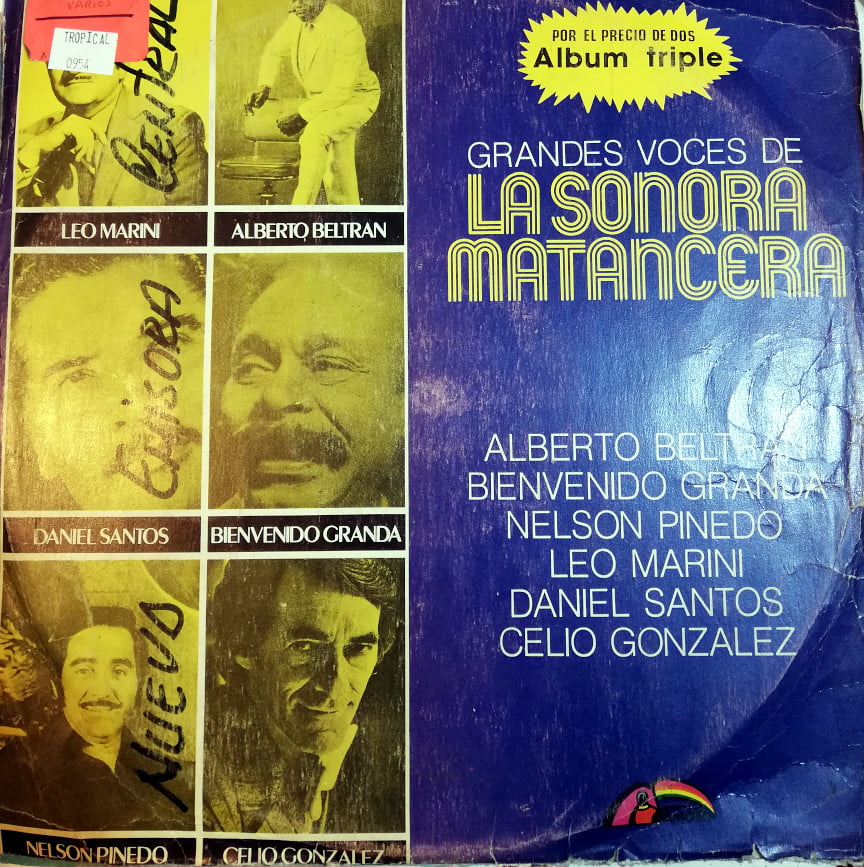 VARIOS
TROPICAL
0954
CENTRAL
LEO MARINI
ALBERTO BELTRAN
EMISORA
DANIEL SANTOS
BIENVENIDO GRANDA
NUEVO
NELSON PINEDO
CELIO GONZALEZ
POR EL PRECIO DE DOS
Album triple
GRANDES VOCES DE
LA SONORA
MATANCERA
ALBERTO BELTRAN
BIENVENIDO GRANDA
NELSON PINEDO
LEO MARINI
DANIEL SANTOS
CELIO GONZALEZ